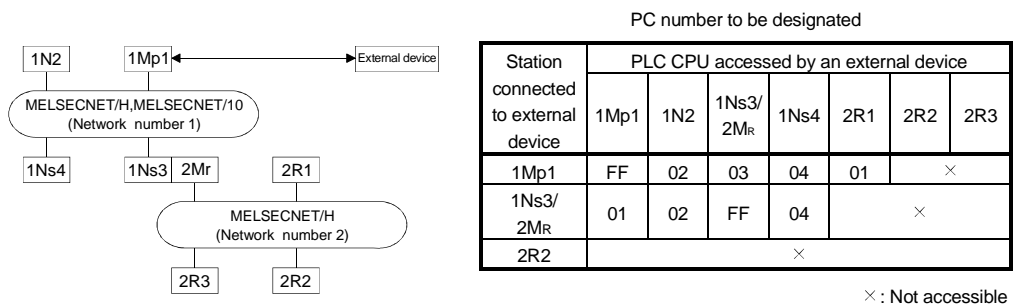 PC number to be designated
1N2
1Mp1
External device
MELSECNET/H,MELSECNET/10
(Network number 1)
1Ns4
1Ns3
2Mr
2R1
MELSECNET/H
(Network number 2)
2R3
2R2
Station connected to external device
PLC CPU accessed by an external device
1Mp1 1N2 1Ns3/2MR 1Ns4 2R1 2R2 2R3
1Mp1 FF 02 03 04 01 ×
1Ns3/2MR 01 02 FF 04 ×
2R2 ×
× : Not accessible